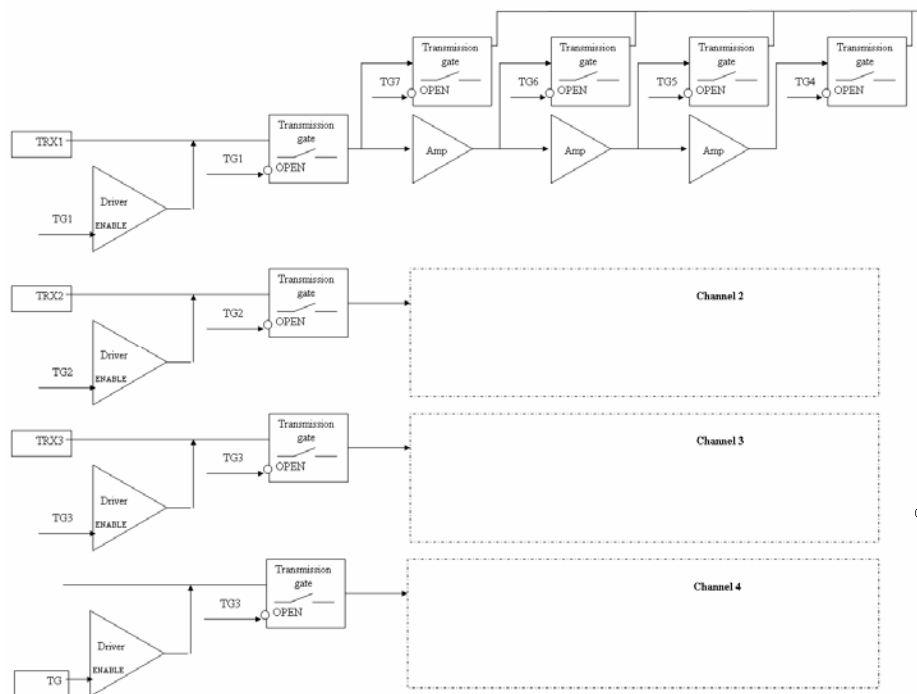 Transmission gate
TG7
OPEN
Transmission gate
TG6
OPEN
Transmission gate
TG5
OPEN
Transmission gate
TG4
OPEN
TRX1
TG1
Transmission gate
OPEN
Amp
Amp
Amp
Driver
TG1
ENABLE
TRX2
TG2
Transmission gate
OPEN
Channel 2
Driver
TG2
ENABLE
TRX3
TG3
Transmission gate
OPEN
Channel 3
Driver
TG3
ENABLE
TG3
Transmission gate
OPEN
Channel 4
Driver
ENABLE
TG